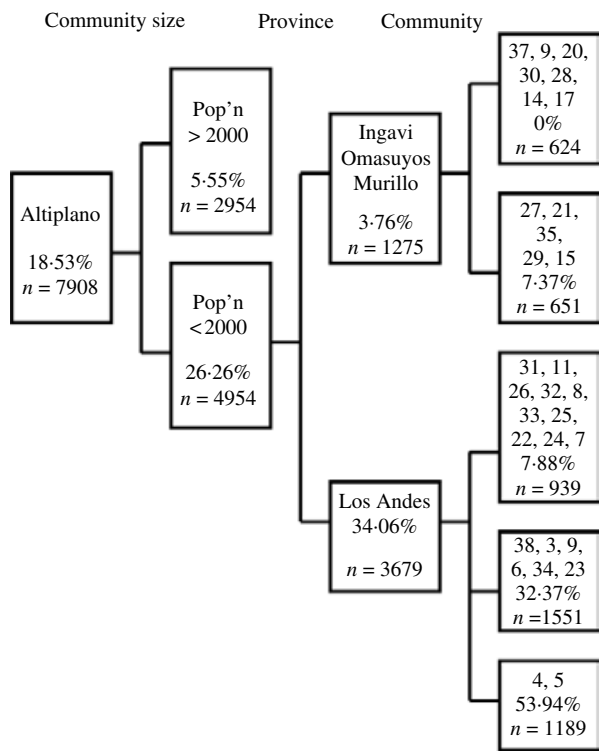 Community size Province Community
Altiplano
18·53%
n = 7908
Pop'n
> 2000
5·55%
n = 2954
Pop'n
<2000
26·26%
n = 4954
Ingavi
Omasuyos
Murillo
3·76%
n = 1275
Los Andes
34·06%
n = 3679
37, 9, 20,
30, 28,
14, 17
0%
n = 624
27, 21,
35,
29, 15
7·37%
n = 651
31, 11,
26, 32, 8,
33, 25,
22, 24, 7
7·88%
n = 939
38, 3, 9,
6, 34, 23
32·37%
n =1551
4, 5
53·94%
n = 1189